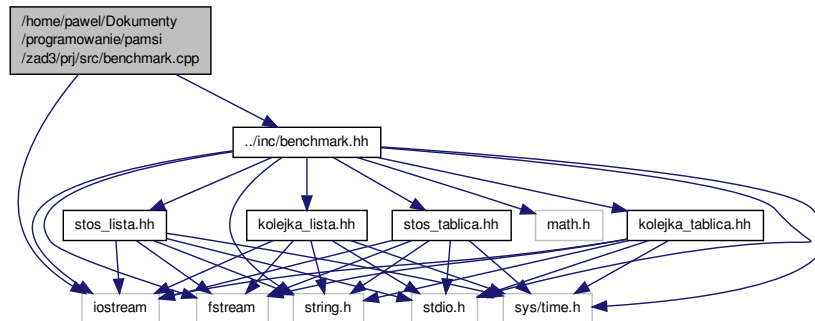 /home/pawel/Dokumenty
/programowanie/pamsi
/zad3/prj/src/benchmark.cpp
../inc/benchmark.hh
stos_lista.hh
kolejka_lista.hh
stos_tablica.hh
math.h
kolejka_tablica.hh
iostream
fstream
string.h
stdio.h
sys/time.h